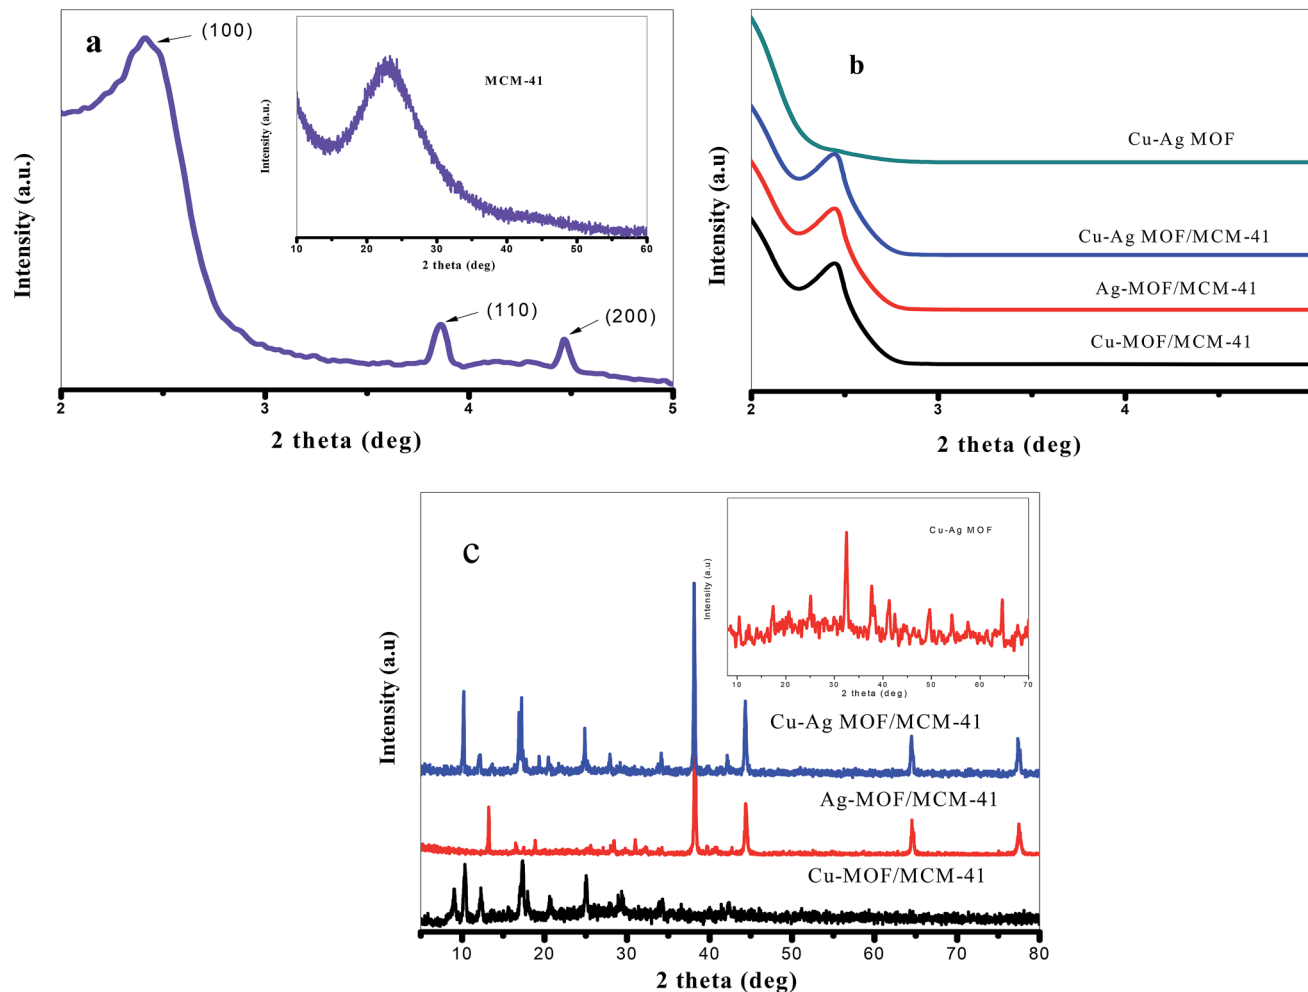 a
(100)
MCM-41
Intensity (a.u.)
10 20 30 40 50 60
2 theta (deg)
(110)
(200)
Intensity (a.u.)
2 3 4 5
2 theta (deg)
b
Cu-Ag MOF
Cu-Ag MOF/MCM-41
Ag-MOF/MCM-41
Cu-MOF/MCM-41
Intensity (a.u)
2 3 4
2 theta (deg)
c
Cu-Ag MOF
Intensity (a.u)
10 20 30 40 50 60 70
2 theta (deg)
Cu-Ag MOF/MCM-41
Ag-MOF/MCM-41
Cu-MOF/MCM-41
Intensity (a.u)
10 20 30 40 50 60 70 80
2 theta (deg)